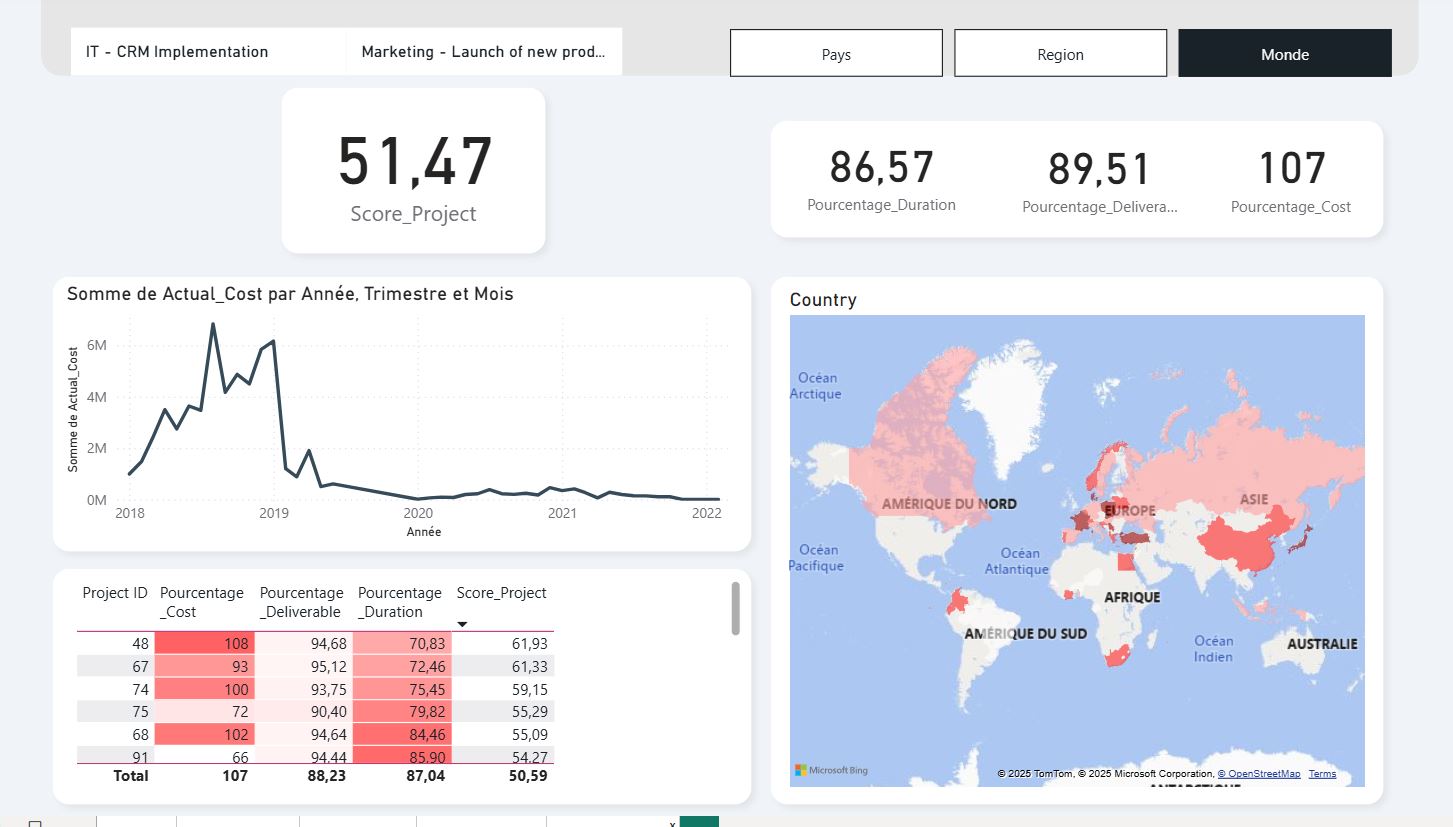 IT - CRM Implementation
Marketing - Launch of new prod...
Pays
Region
Monde
51,47
Score_Project
86,57
Pourcentage_Duration
89,51
Pourcentage_Delivera...
107
Pourcentage_Cost
Somme de Actual_Cost par Année, Trimestre et Mois
Somme de Actual_Cost
6M
4M
2M
0M
2018
2019
2020
2021
2022
Année
Country
Océan
Arctique
AMÉRIQUE DU NORD
EUROPE
ASIE
Océan
Pacifique
Océan
Atlantique
AFRIQUE
AMÉRIQUE DU SUD
Océan
Indien
AUSTRALIE
ANTARCTIQUE
Microsoft Bing
© 2025 TomTom, © 2025 Microsoft Corporation, © OpenStreetMap Terms
Project ID Pourcentage_Cost Pourcentage_Deliverable Pourcentage_Duration Score_Project
48 108 94,68 70,83 61,93
67 93 95,12 72,46 61,33
74 100 93,75 75,45 59,15
75 72 90,40 79,82 55,29
68 102 94,64 84,46 55,09
91 66 94,44 85,90 54,27
Total 107 88,23 87,04 50,59
x